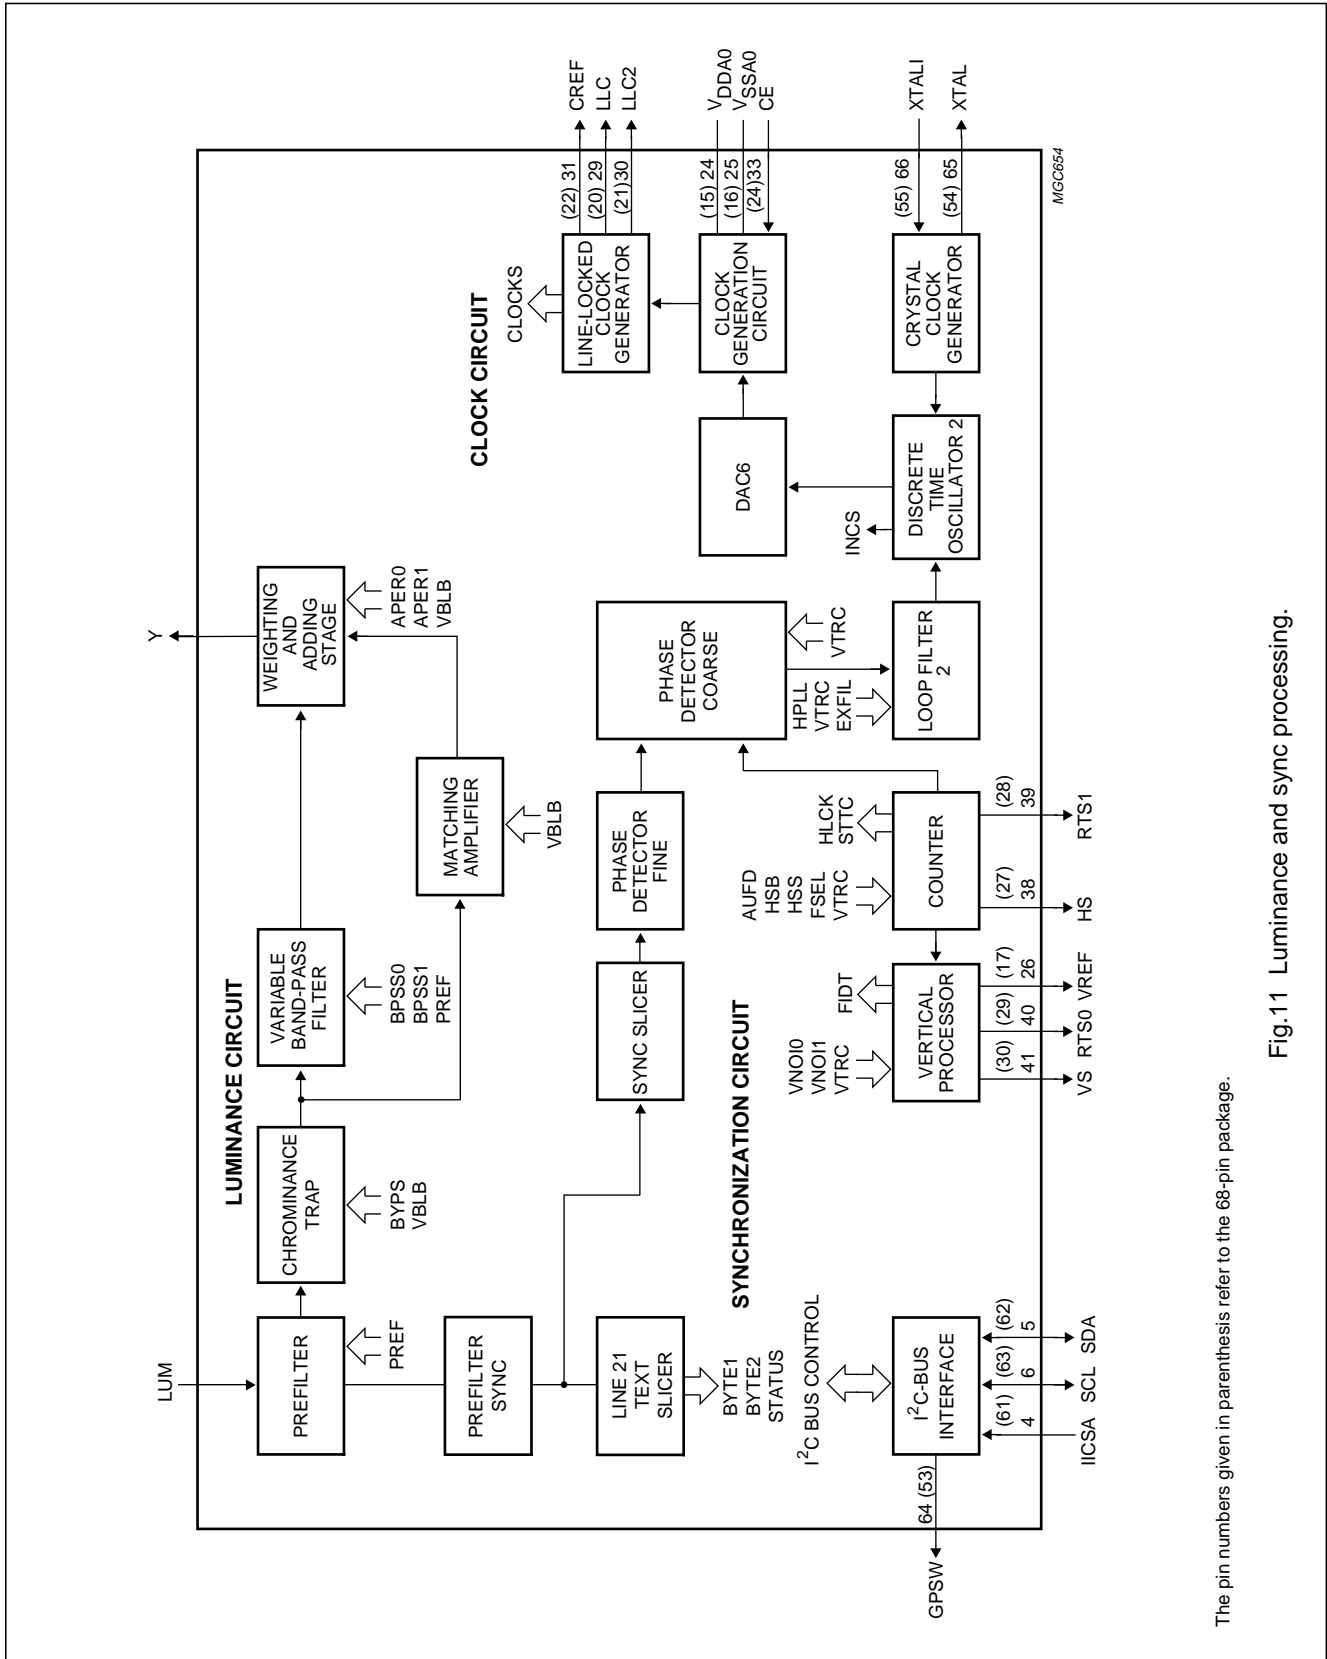 LUM
Y
LUMINANCE CIRCUIT
PREFILTER
PREF
CHROMINANCE
TRAP
BYPS
VBLB
VARIABLE
BAND-PASS
FILTER
BPSS0
BPSS1
PREF
MATCHING
AMPLIFIER
VBLB
WEIGHTING
AND
ADDING
STAGE
APER0
APER1
VBLB
CLOCK CIRCUIT
CLOCKS
LINE-LOCKED
CLOCK
GENERATOR
(22) 31
CREF
(20) 29
LLC
(21)30
LLC2
PREFILTER
SYNC
LINE 21
TEXT
SLICER
BYTE1
BYTE2
STATUS
SYNC SLICER
PHASE
DETECTOR
FINE
PHASE
DETECTOR
COARSE
VTRC
DAC6
CLOCK
GENERATION
CIRCUIT
(15) 24
VDDA0
(16) 25
VSSA0
(24)33
CE
SYNCHRONIZATION CIRCUIT
I2C BUS CONTROL
I2C-BUS
INTERFACE
64 (53)
GPSW
(61)
4
IICSA
(63)
6
SCL
(62)
5
SDA
VNOI0
VNOI1
VTRC
FIDT
VERTICAL
PROCESSOR
(30)
41
VS
(29)
40
RTS0
(17)
26
VREF
AUFD
HSB
HSS
FSEL
VTRC
HLCK
STTC
COUNTER
(27)
38
HS
(28)
39
RTS1
HPLL
VTRC
EXFIL
LOOP FILTER
2
INCS
DISCRETE
TIME
OSCILLATOR 2
CRYSTAL
CLOCK
GENERATOR
(55) 66
XTALI
(54) 65
XTAL
MGC654
The pin numbers given in parenthesis refer to the 68-pin package.
Fig.11 Luminance and sync processing.